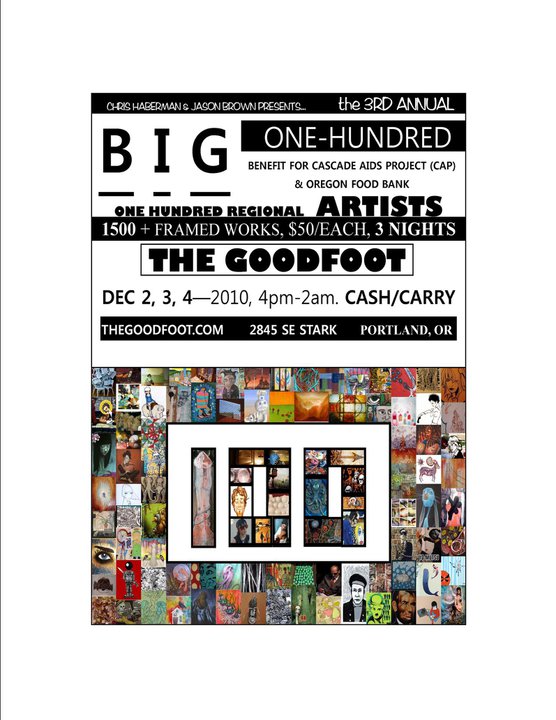 CHRIS HABERMAN & JASON BROWN PRESENTS... the 3RD ANNUAL
BIG ONE-HUNDRED
BENEFIT FOR CASCADE AIDS PROJECT (CAP)
& OREGON FOOD BANK
ONE HUNDRED REGIONAL ARTISTS
1500 + FRAMED WORKS, $50/EACH, 3 NIGHTS
THE GOODFOOT
DEC 2, 3, 4—2010, 4pm-2am. CASH/CARRY
THEGOODFOOT.COM 2845 SE STARK PORTLAND, OR
100